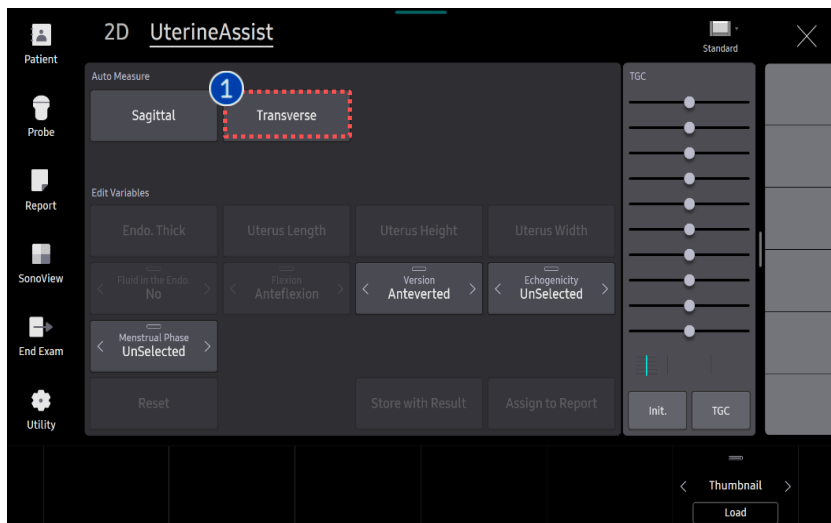 Patient
Probe
Report
SonoView
End Exam
Utility
2D UterineAssist
Standard
Auto Measure
1
Sagittal Transverse
Edit Variables
Endo. Thick Uterus Length Uterus Height Uterus Width
Fluid in the Endo. Flexion Version Echogenicity
No Anteflexion Anteverted UnSelected
Menstrual Phase
UnSelected
Reset Store with Result Assign to Report
TGC
Init. TGC
Thumbnail
Load